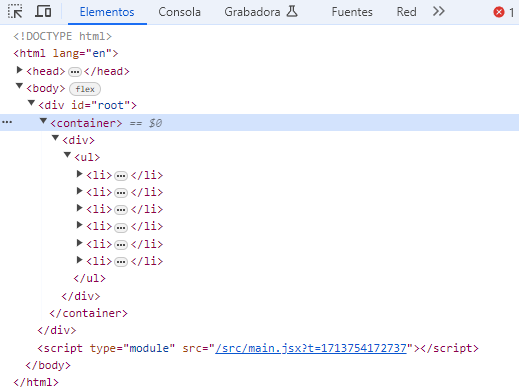 Elementos Consola Grabadora Fuentes Red 1
<!DOCTYPE html>
<html lang="en">
<head> … </head>
<body> flex
<div id="root">
… <container> == $0
<div>
<ul>
<li> … </li>
<li> … </li>
<li> … </li>
<li> … </li>
<li> … </li>
<li> … </li>
</ul>
</div>
</container>
</div>
<script type="module" src="/src/main.jsx?t=1713754172737"></script>
</body>
</html>